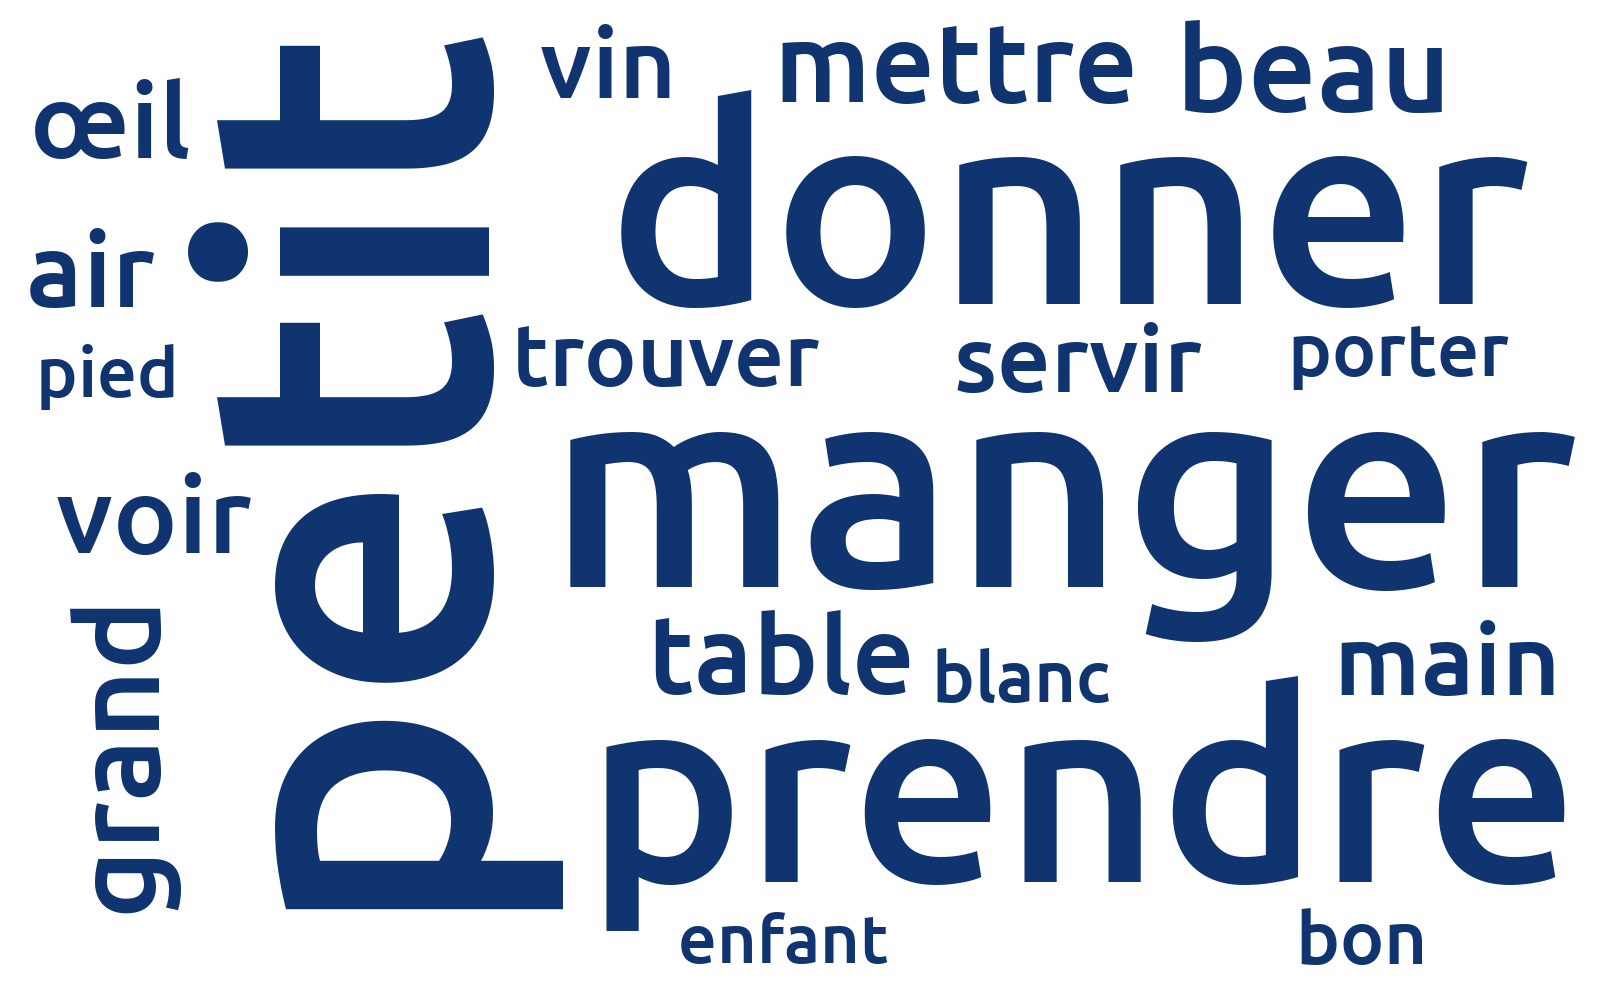 petit
œil
vin
mettre
beau
donner
air
pied
trouver
servir
porter
voir
manger
grand
table
blanc
main
prendre
enfant
bon